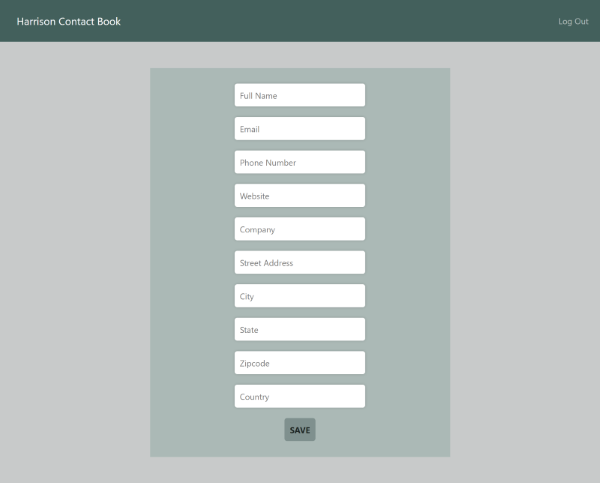 Harrison Contact Book
Log Out
Full Name
Email
Phone Number
Website
Company
Street Address
City
State
Zipcode
Country
SAVE